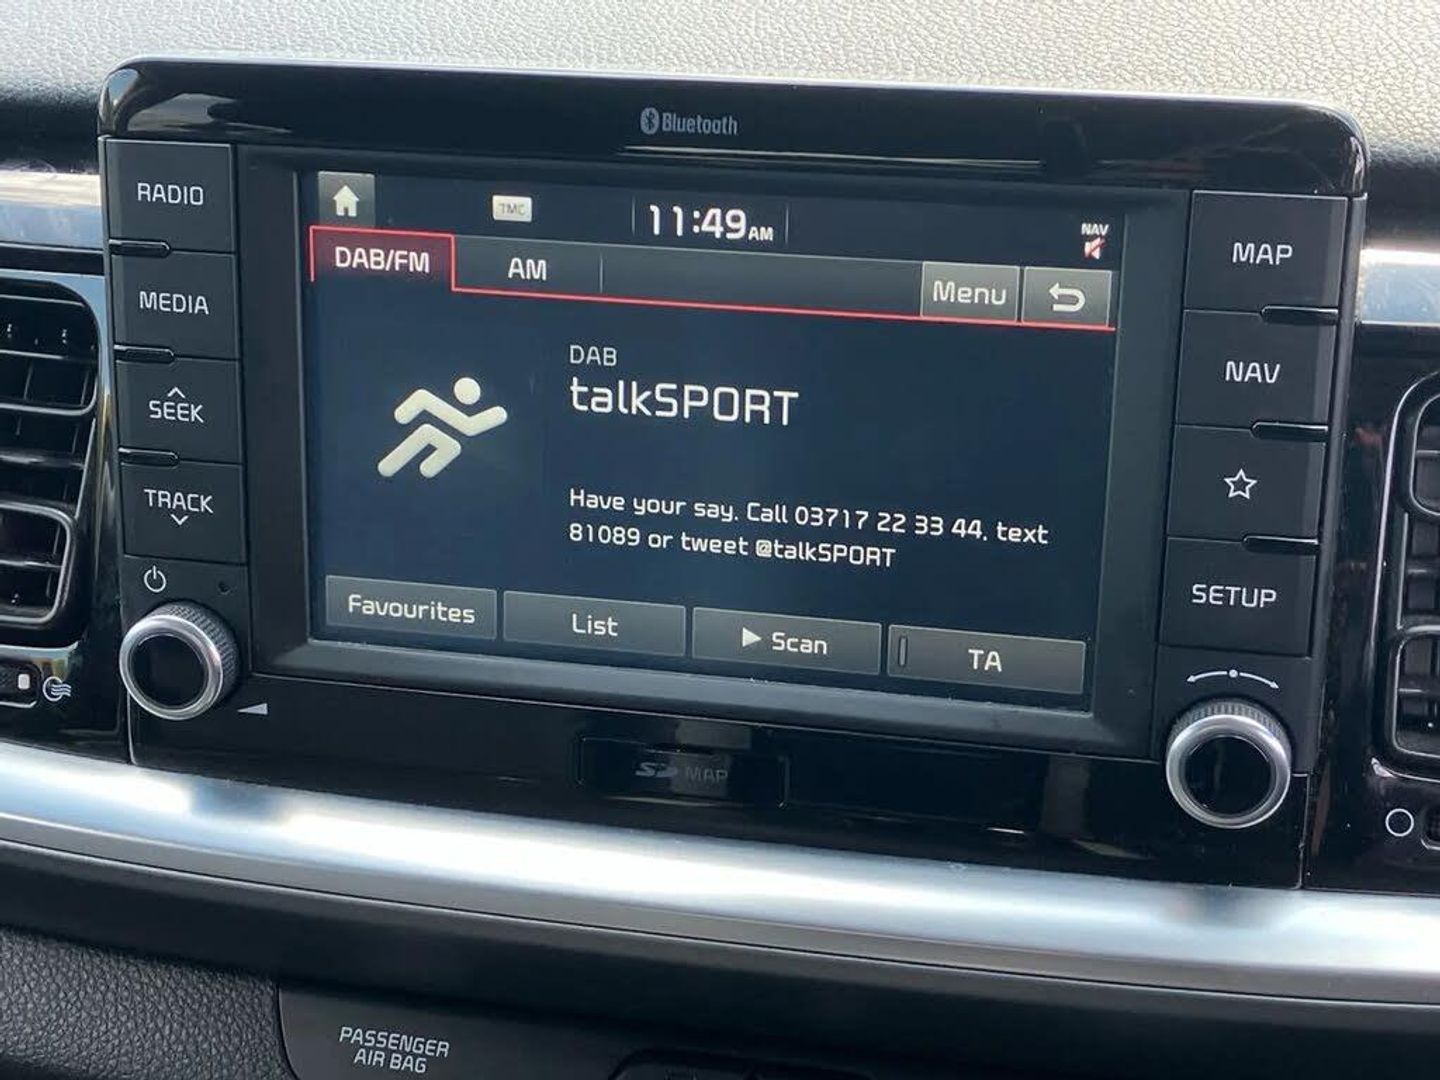 Bluetooth
RADIO
MEDIA
SEEK
TRACK
TMC
11:49 AM
NAV
DAB/FM
AM
Menu
DAB
talkSPORT
Have your say. Call 03717 22 33 44, text
81089 or tweet @talkSPORT
Favourites
List
Scan
TA
MAP
NAV
SETUP
SD MAP
PASSENGER
AIR BAG